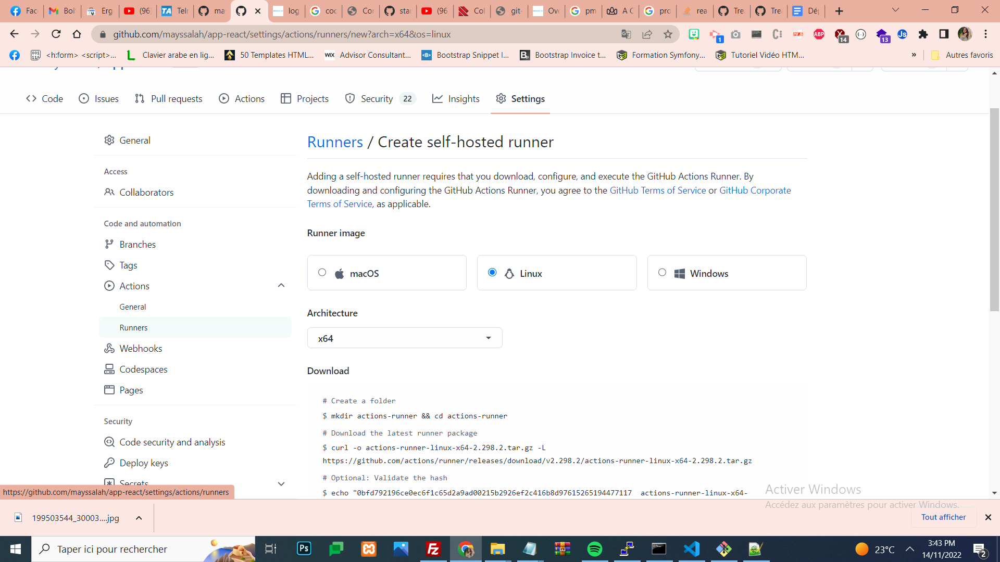 Fac
Boî
Erg
(96
Teln
ma
log
coc
Cor
star
(96
Col
git-
Ove
pm
A C
pro
rea
Tre
Tre
Dép
github.com/mayssalah/app-react/settings/actions/runners/new?arch=x64&os=linux
1
14
13
<h:form> <script>...
Clavier arabe en lig...
50 Templates HTML...
Advisor Consultant...
Bootstrap Snippet I...
Bootstrap Invoice t...
Formation Symfony...
Tutoriel Vidéo HTM...
»
Autres favoris
Code
Issues
Pull requests
Actions
Projects
Security 22
Insights
Settings
General
Access
Collaborators
Code and automation
Branches
Tags
Actions
General
Runners
Webhooks
Codespaces
Pages
Security
Code security and analysis
Deploy keys
Secrets
Runners / Create self-hosted runner
Adding a self-hosted runner requires that you download, configure, and execute the GitHub Actions Runner. By
downloading and configuring the GitHub Actions Runner, you agree to the GitHub Terms of Service or GitHub Corporate
Terms of Service, as applicable.
Runner image
macOS
Linux
Windows
Architecture
x64
Download
# Create a folder
$ mkdir actions-runner && cd actions-runner
# Download the latest runner package
$ curl -o actions-runner-linux-x64-2.298.2.tar.gz -L
https://github.com/actions/runner/releases/download/v2.298.2/actions-runner-linux-x64-2.298.2.tar.gz
# Optional: Validate the hash
$ echo "0bfd792196ce0ec6f1c65d2a9ad00215b2926ef2c416b8d97615265194477117  actions-runner-linux-x64-
https://github.com/mayssalah/app-react/settings/actions/runners
Activer Windows
Accédez aux paramètres pour activer Windows.
199503544_30003....jpg
Tout afficher
Taper ici pour rechercher
23°C
3:43 PM
14/11/2022
2